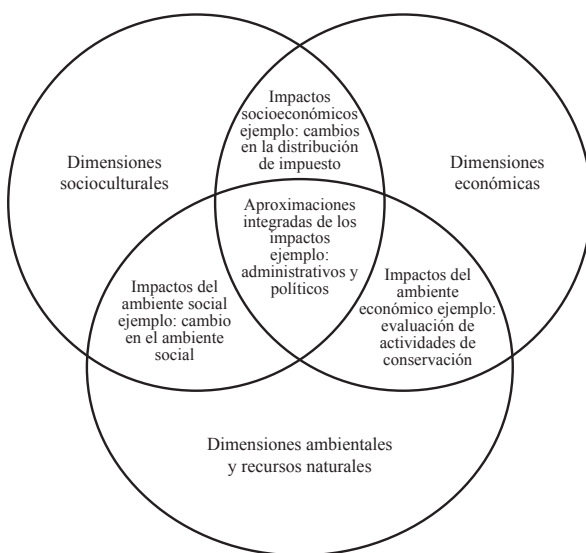 Impactos
socioeconómicos
ejemplo: cambios
en la distribución
de impuesto
Dimensiones
socioculturales
Dimensiones
económicas
Aproximaciones
integradas de los
impactos
ejemplo:
administrativos y
políticos
Impactos del
ambiente social
ejemplo: cambio
en el ambiente
social
Impactos del
ambiente
económico ejemplo:
evaluación de
actividades de
conservación
Dimensiones ambientales
y recursos naturales